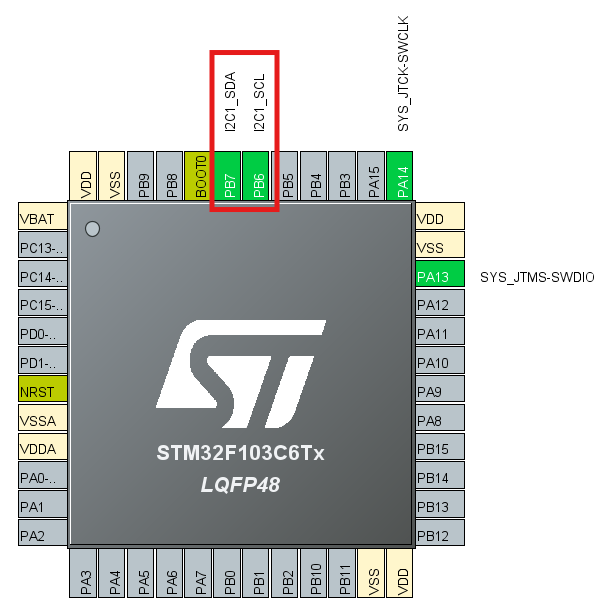 I2C1_SDA
I2C1_SCL
SYS_JTCK-SWCLK
VDD
VSS
PB9
PB8
BOOT0
PB7
PB6
PB5
PB4
PB3
PA15
PA14
VBAT
PC13-..
PC14-..
PC15-..
PD0-..
PD1-..
NRST
VSSA
VDDA
PA0-..
PA1
PA2
VDD
VSS
PA13 SYS_JTMS-SWDIO
PA12
PA11
PA10
PA9
PA8
PB15
PB14
PB13
PB12
ST
STM32F103C6Tx
LQFP48
PA3
PA4
PA5
PA6
PA7
PB0
PB1
PB2
PB10
PB11
VSS
VDD